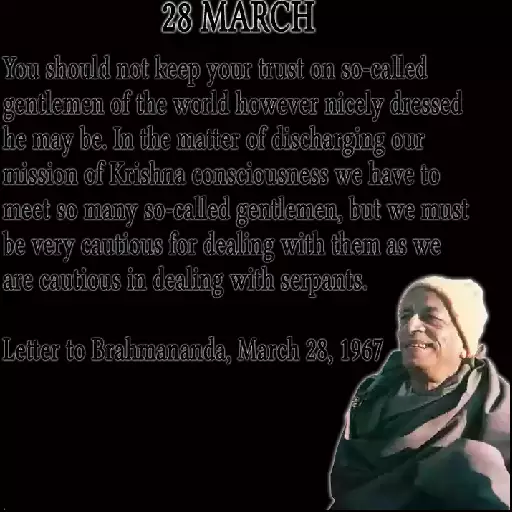 28 MARCH
You should not keep your trust on so-called
gentlemen of the world however nicely dressed
he may be. In the matter of discharging our
mission of Krishna consciousness we have to
meet so many so-called gentlemen, but we must
be very cautious for dealing with them as we
are cautious in dealing with serpants.
Letter to Brahmananda, March 28, 1967